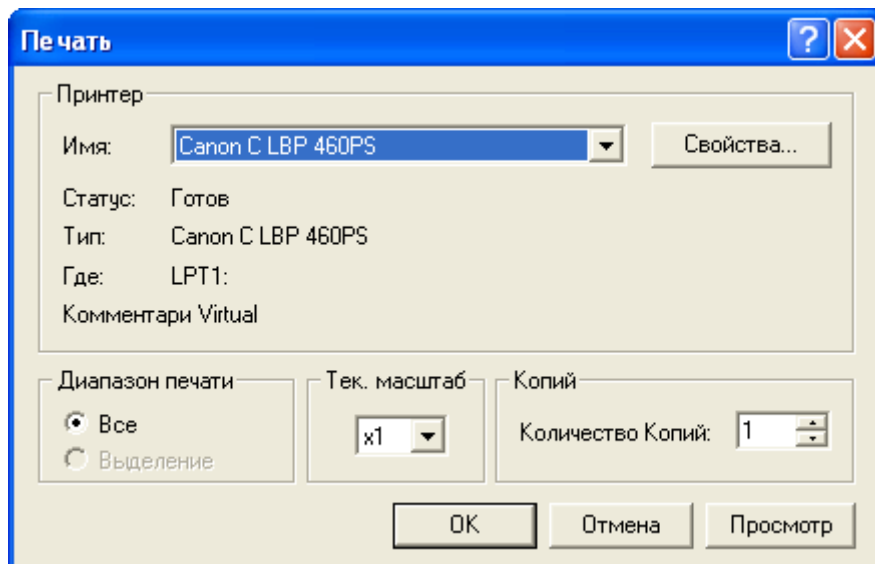 Печать
Принтер
Имя: Canon C LBP 460PS Свойства...
Статус: Готов
Тип: Canon C LBP 460PS
Где: LPT1:
Комментари Virtual
Диапазон печати Тек. масштаб Копий
Все x1 Количество Копий: 1
Выделение
OK Отмена Просмотр